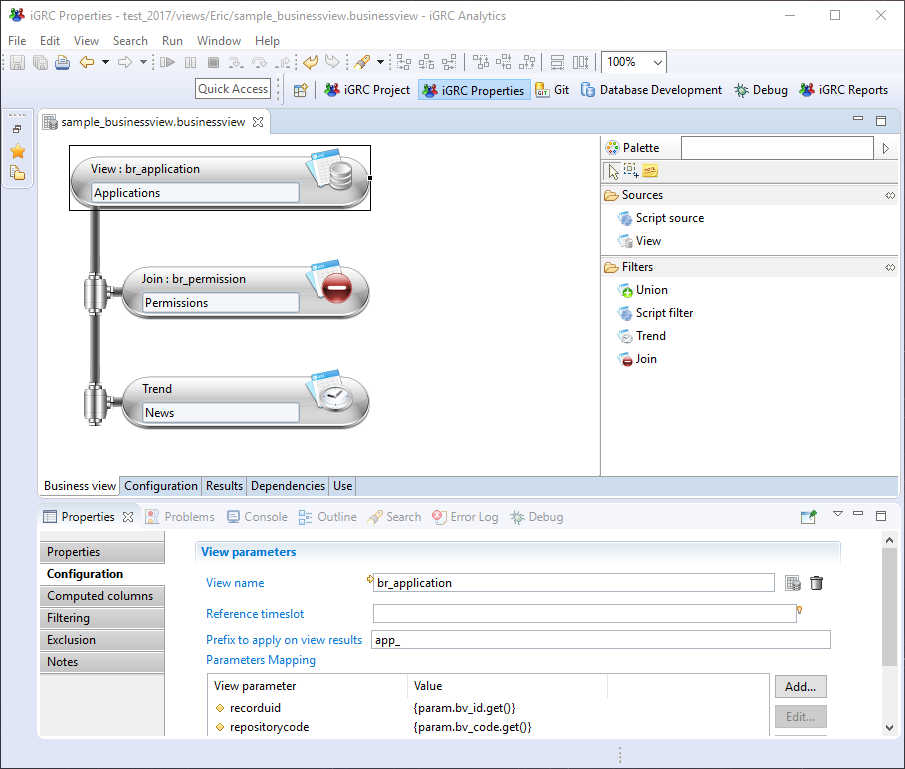 iGRC Properties - test_2017/views/Eric/sample_businessview.businessview - iGRC Analytics
File Edit View Search Run Window Help
100%
Quick Access iGRC Project iGRC Properties GIT Git Database Development Debug iGRC Reports
sample_businessview.businessview
View : br_application
Applications
Join : br_permission
Permissions
Trend
News
Palette
Sources
Script source
View
Filters
Union
Script filter
Trend
Join
Business view Configuration Results Dependencies Use
Properties Problems Console Outline Search Error Log Debug
Properties
Configuration
Computed columns
Filtering
Exclusion
Notes
View parameters
View name br_application
Reference timeslot
Prefix to apply on view results app_
Parameters Mapping
View parameter Value
recorduid {param.bv_id.get()}
repositorycode {param.bv_code.get()}
Add...
Edit...